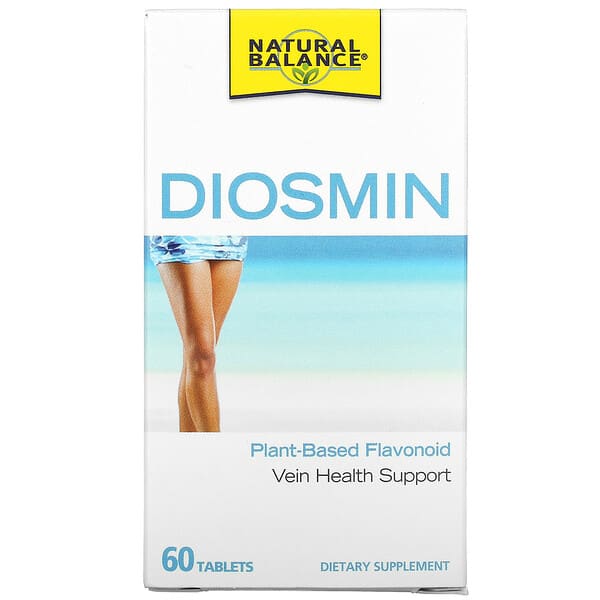 NATURAL
BALANCE®
DIOSMIN
Plant-Based Flavonoid
Vein Health Support
60 TABLETS
DIETARY SUPPLEMENT